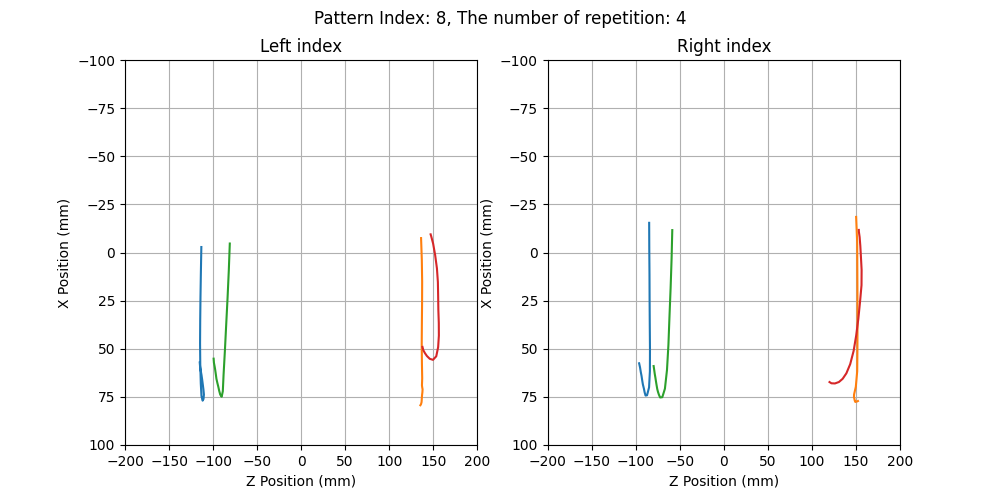 Pattern Index: 8, The number of repetition: 4
Left index
Right index
−100
−75
−50
−25
0
25
50
75
100
X Position (mm)
−200 −150 −100 −50 0 50 100 150 200
Z Position (mm)
−100
−75
−50
−25
0
25
50
75
100
X Position (mm)
−200 −150 −100 −50 0 50 100 150 200
Z Position (mm)